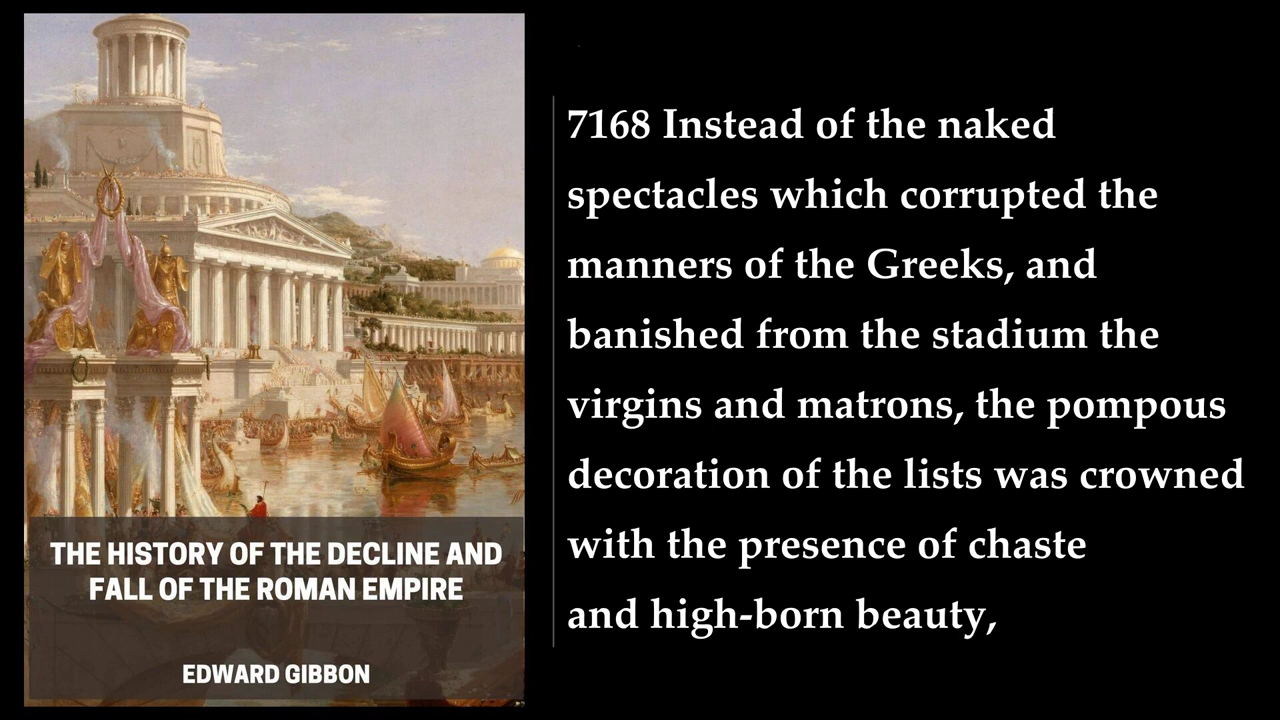 THE HISTORY OF THE DECLINE AND
FALL OF THE ROMAN EMPIRE
EDWARD GIBBON
7168 Instead of the naked
spectacles which corrupted the
manners of the Greeks, and
banished from the stadium the
virgins and matrons, the pompous
decoration of the lists was crowned
with the presence of chaste
and high-born beauty,